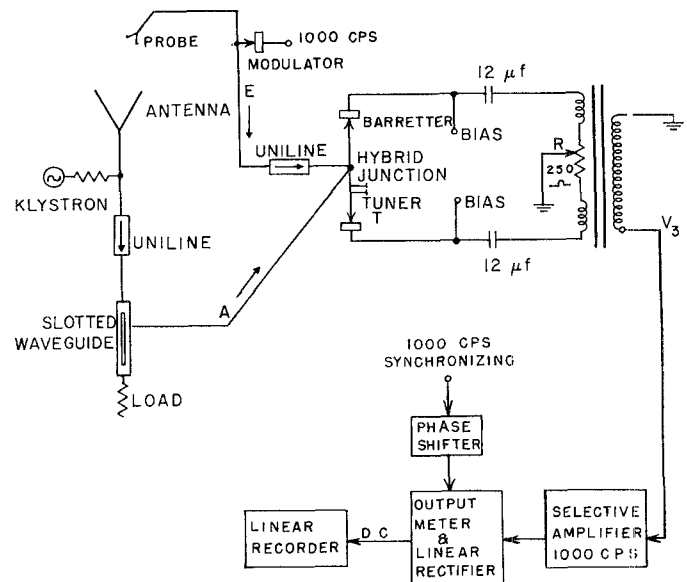 PROBE
1000 CPS
MODULATOR
E
ANTENNA
12 μf
BARRETTER
BIAS
UNILINE
HYBRID
JUNCTION
R
250
KLYSTRON
TUNER
T
BIAS
V3
UNILINE
12 μf
A
SLOTTED
WAVEGUIDE
LOAD
1000 CPS
SYNCHRONIZING
PHASE
SHIFTER
LINEAR
RECORDER
DC
OUTPUT
METER
&
LINEAR
RECTIFIER
SELECTIVE
AMPLIFIER
1000 CPS